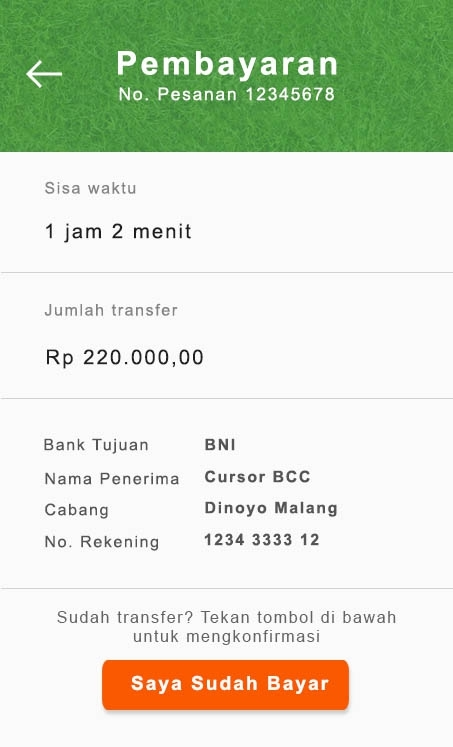 Pembayaran
No. Pesanan 12345678
Sisa waktu
1 jam 2 menit
Jumlah transfer
Rp 220.000,00
Bank Tujuan BNI
Nama Penerima Cursor BCC
Cabang Dinoyo Malang
No. Rekening 1234 3333 12
Sudah transfer? Tekan tombol di bawah
untuk mengkonfirmasi
Saya Sudah Bayar